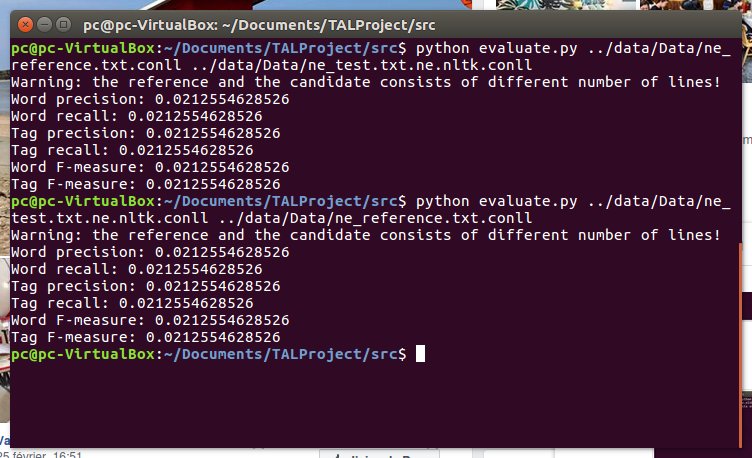 pc@pc-VirtualBox: ~/Documents/TALProject/src
pc@pc-VirtualBox:~/Documents/TALProject/src$ python evaluate.py ../data/Data/ne_
reference.txt.conll ../data/Data/ne_test.txt.ne.nltk.conll
Warning: the reference and the candidate consists of different number of lines!
Word precision: 0.0212554628526
Word recall: 0.0212554628526
Tag precision: 0.0212554628526
Tag recall: 0.0212554628526
Word F-measure: 0.0212554628526
Tag F-measure: 0.0212554628526
pc@pc-VirtualBox:~/Documents/TALProject/src$ python evaluate.py ../data/Data/ne_
test.txt.ne.nltk.conll ../data/Data/ne_reference.txt.conll
Warning: the reference and the candidate consists of different number of lines!
Word precision: 0.0212554628526
Word recall: 0.0212554628526
Tag precision: 0.0212554628526
Tag recall: 0.0212554628526
Word F-measure: 0.0212554628526
Tag F-measure: 0.0212554628526
pc@pc-VirtualBox:~/Documents/TALProject/src$
25 février, 16:51